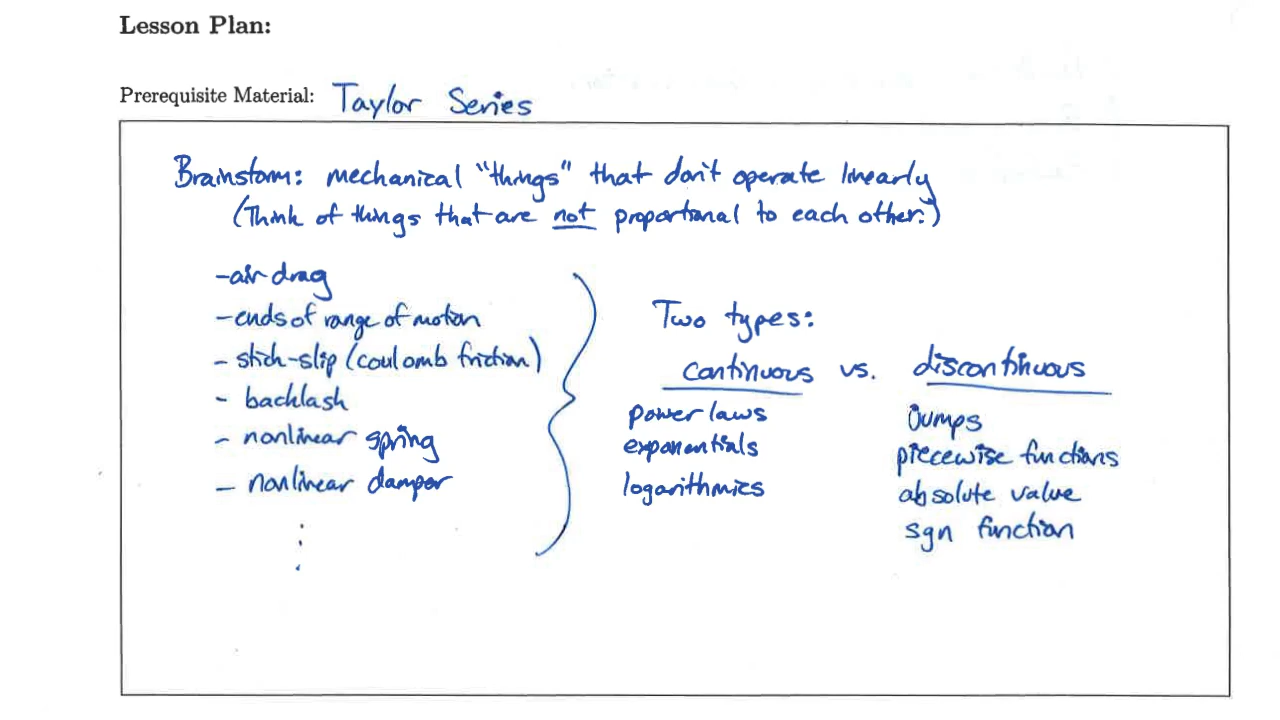 Lesson Plan:
Prerequisite Material: Taylor Series
Brainstorm: mechanical "things" that don't operate linearly
(Think of things that are not proportional to each other.)
-air drag
-ends of range of motion
- stick-slip (coulomb friction)
- backlash
- nonlinear spring
- nonlinear damper
⋮
Two types:
continuous vs. discontinuous
power laws
exponentials
logarithmics
Jumps
piecewise functions
absolute value
sgn function